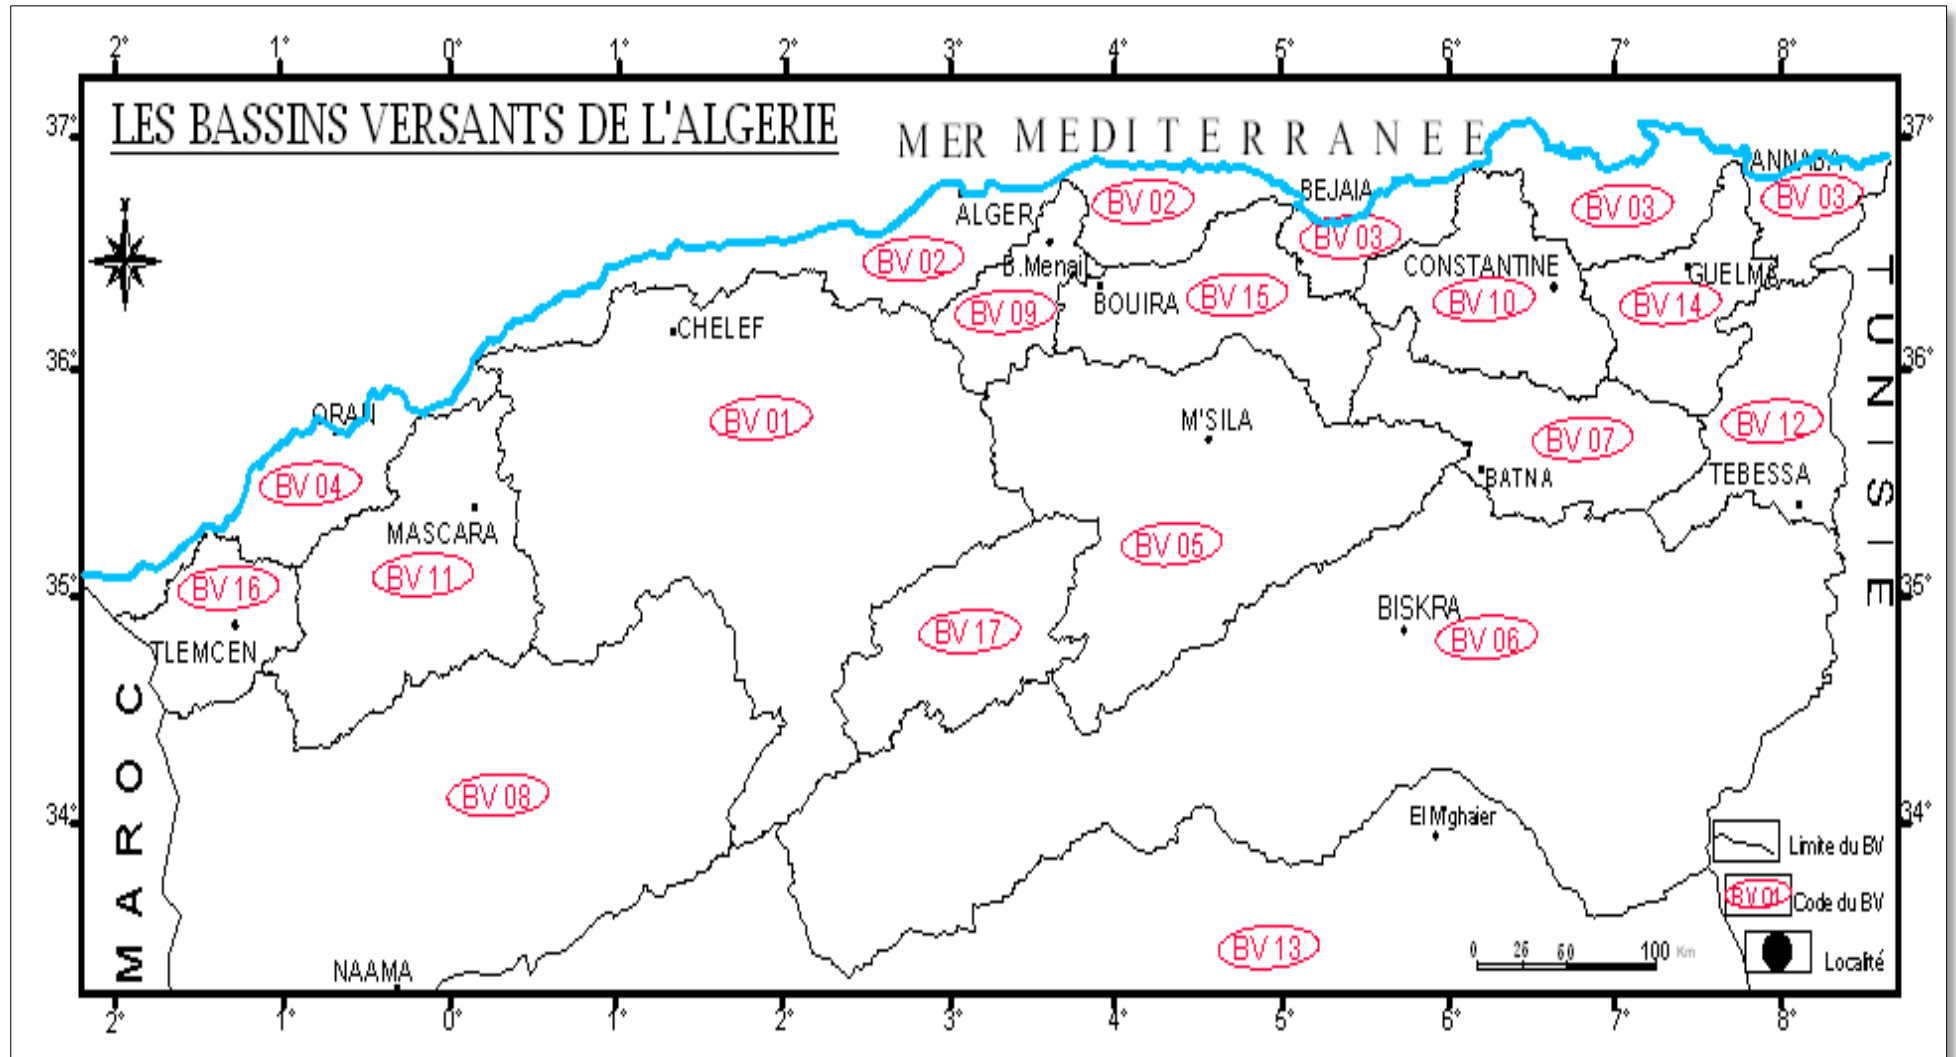 2° 1° 0° 1° 2° 3° 4° 5° 6° 7° 8°
LES BASSINS VERSANTS DE L'ALGERIE
MER MEDITERRANEE
37° 37°
ANNABA
BEJAIA
BV 02
BV 03
BV 03
ALGER
BV 03
BV 02
B.Menaj
CONSTANTINE
GUELMA
BOUIRA
BV 15
BV 10
BV 14
BV 09
CHELEF
TUNISIE
36° 36°
ORAN
BV 01
M'SILA
BV 07
BV 12
BV 04
BATNA
TEBESSA
MASCARA
BV 05
BV 16
BV 11
35° 35°
BISKRA
BV 17
BV 06
TLEMCEN
MAROC
BV 08
34° 34°
El M'ghaier
Limite du BV
BV 01
Code du BV
BV 13
0 25 50 100 Km
Localité
NAAMA
2° 1° 0° 1° 2° 3° 4° 5° 6° 7° 8°